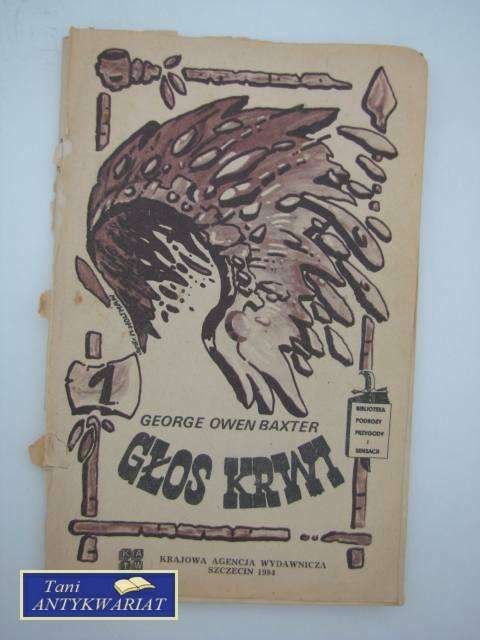 1
GEORGE OWEN BAXTER
GŁOS KRWI
BIBLIOTEKA
PODRÓŻY
PRZYGODY
I
SENSACJI
KRAJOWA AGENCJA WYDAWNICZA
SZCZECIN 1984
Tani
ANTYKWARIAT